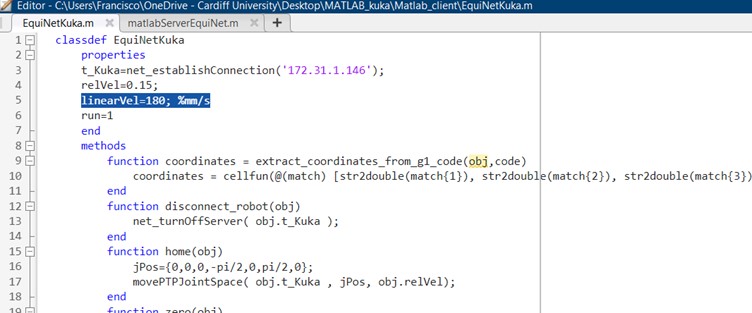 Editor - C:\Users\Francisco\OneDrive - Cardiff University\Desktop\MATLAB_kuka\Matlab_client\EquiNetKuka.m
EquiNetKuka.m × matlabServerEquiNet.m × +
1 classdef EquiNetKuka
2 properties
3 t_Kuka=net_establishConnection('172.31.1.146');
4 relVel=0.15;
5 linearVel=180; %mm/s
6 run=1
7 end
8 methods
9 function coordinates = extract_coordinates_from_g1_code(obj,code)
10 coordinates = cellfun(@(match) [str2double(match{1}), str2double(match{2}), str2double(match{3})
11 end
12 function disconnect_robot(obj)
13 net_turnOffServer( obj.t_Kuka );
14 end
15 function home(obj)
16 jPos={0,0,0,-pi/2,0,pi/2,0};
17 movePTPJointSpace( obj.t_Kuka , jPos, obj.relVel);
18 end
19 function zero(obj)